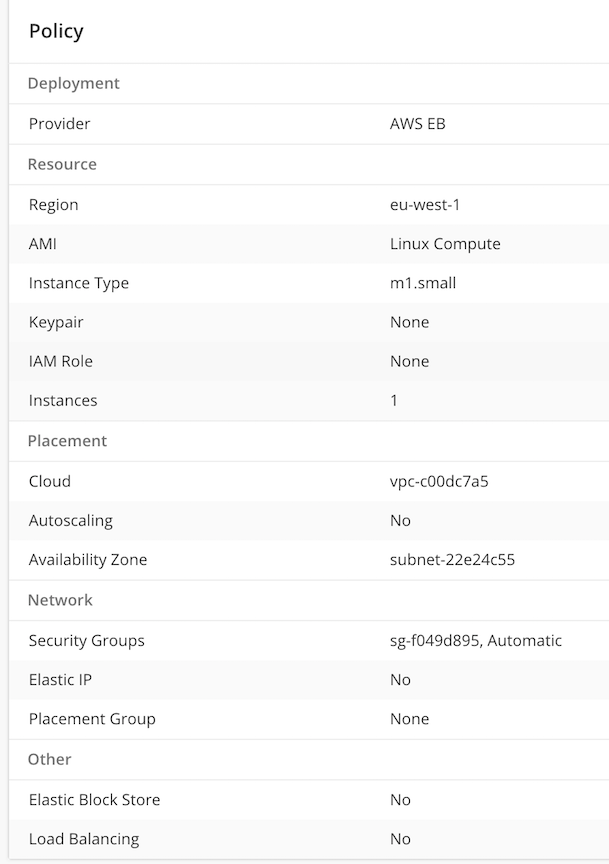 Policy
Deployment
Provider AWS EB
Resource
Region eu-west-1
AMI Linux Compute
Instance Type m1.small
Keypair None
IAM Role None
Instances 1
Placement
Cloud vpc-c00dc7a5
Autoscaling No
Availability Zone subnet-22e24c55
Network
Security Groups sg-f049d895, Automatic
Elastic IP No
Placement Group None
Other
Elastic Block Store No
Load Balancing No